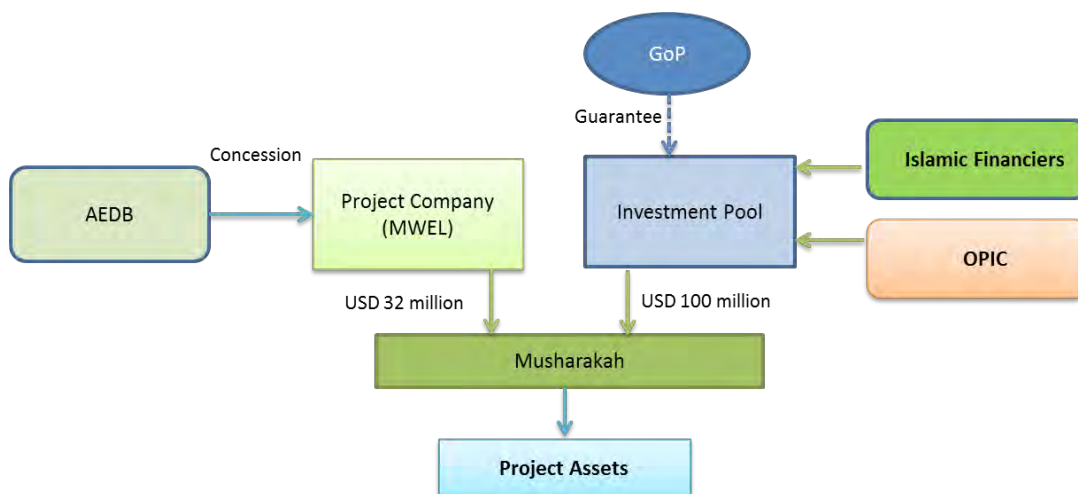 GoP
Guarantee
Concession
Islamic Financiers
AEDB
Project Company
(MWEL)
Investment Pool
OPIC
USD 32 million
USD 100 million
Musharakah
Project Assets